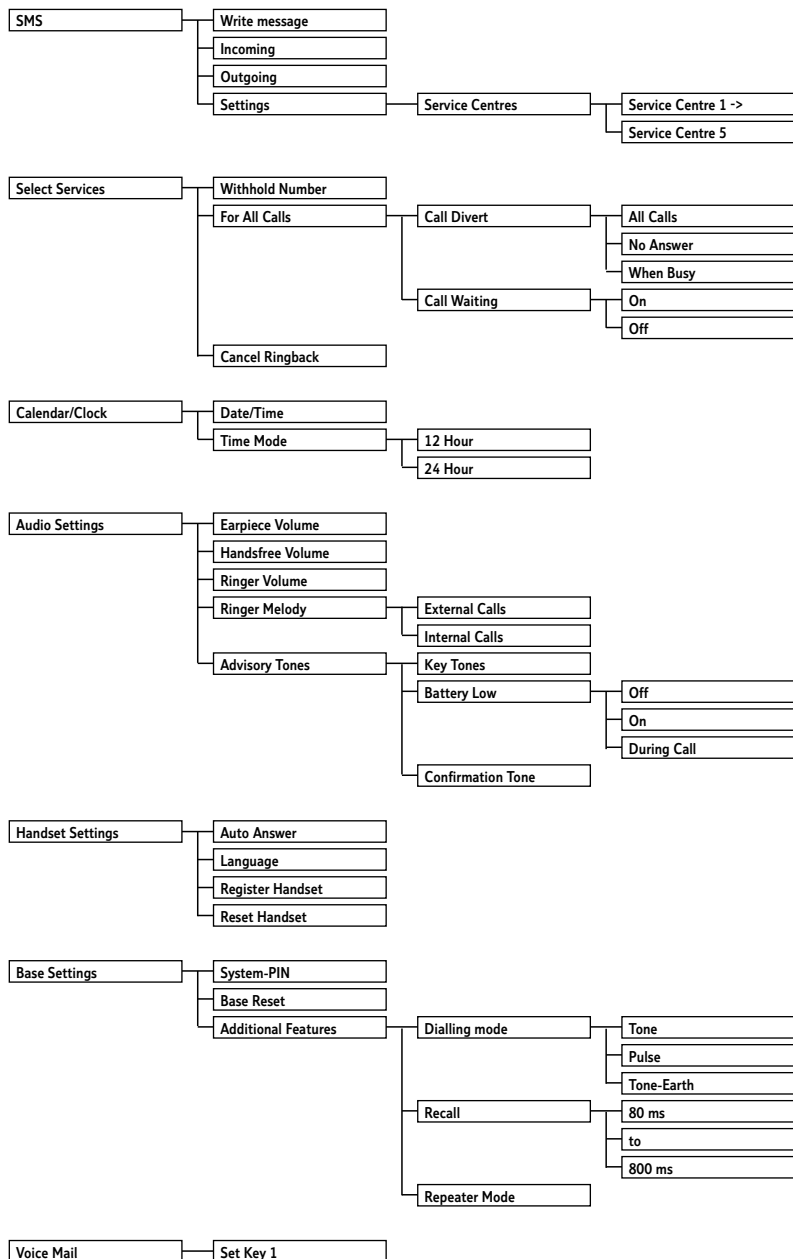 SMS
Write message
Incoming
Outgoing
Settings
Service Centres
Service Centre 1 ->
Service Centre 5
Select Services
Withhold Number
For All Calls
Call Divert
All Calls
No Answer
When Busy
Call Waiting
On
Off
Cancel Ringback
Calendar/Clock
Date/Time
Time Mode
12 Hour
24 Hour
Audio Settings
Earpiece Volume
Handsfree Volume
Ringer Volume
Ringer Melody
External Calls
Internal Calls
Advisory Tones
Key Tones
Battery Low
Off
On
During Call
Confirmation Tone
Handset Settings
Auto Answer
Language
Register Handset
Reset Handset
Base Settings
System-PIN
Base Reset
Additional Features
Dialling mode
Tone
Pulse
Tone-Earth
Recall
80 ms
to
800 ms
Repeater Mode
Voice Mail
Set Key 1